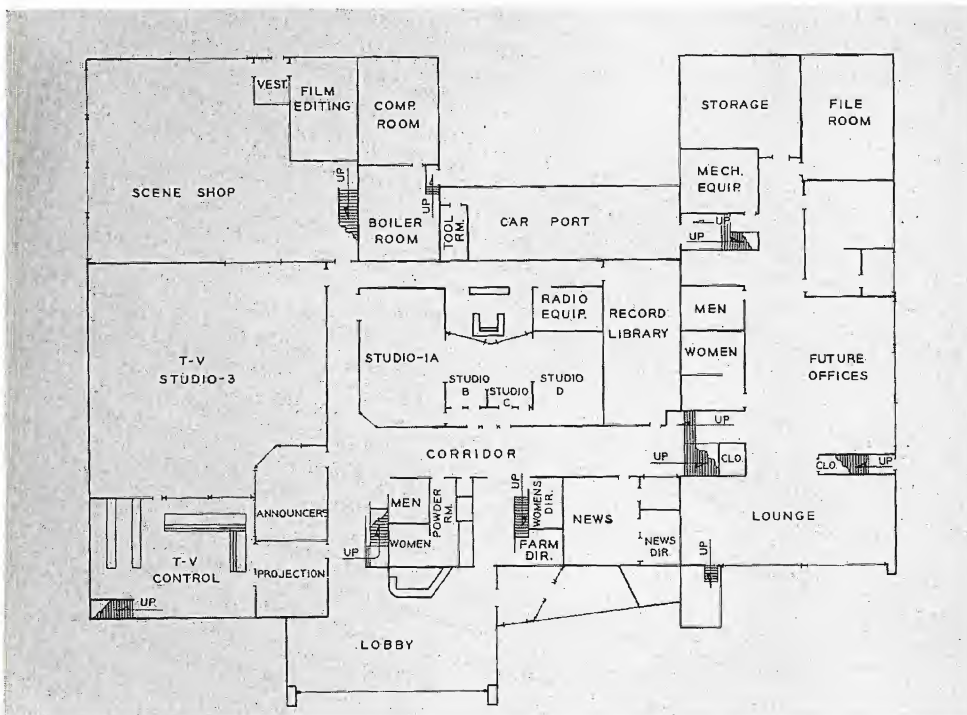 VEST.
FILM
EDITING
COMP.
ROOM
STORAGE
FILE
ROOM
SCENE SHOP
UP
BOILER
ROOM
UP
TOOL
RM.
CAR PORT
MECH.
EQUIP.
UP
UP
T-V
STUDIO-3
STUDIO-1A
RADIO
EQUIP.
RECORD
LIBRARY
STUDIO
B
STUDIO
C
STUDIO
D
MEN
WOMEN
FUTURE
OFFICES
CORRIDOR
UP
UP
CLO.
CLO.
UP
ANNOUNCERS
MEN
WOMEN
UP
POWDER
RM.
UP
WOMENS
DIR.
FARM
DIR.
NEWS
NEWS
DIR.
LOUNGE
UP
T-V
CONTROL
UP
PROJECTION
LOBBY